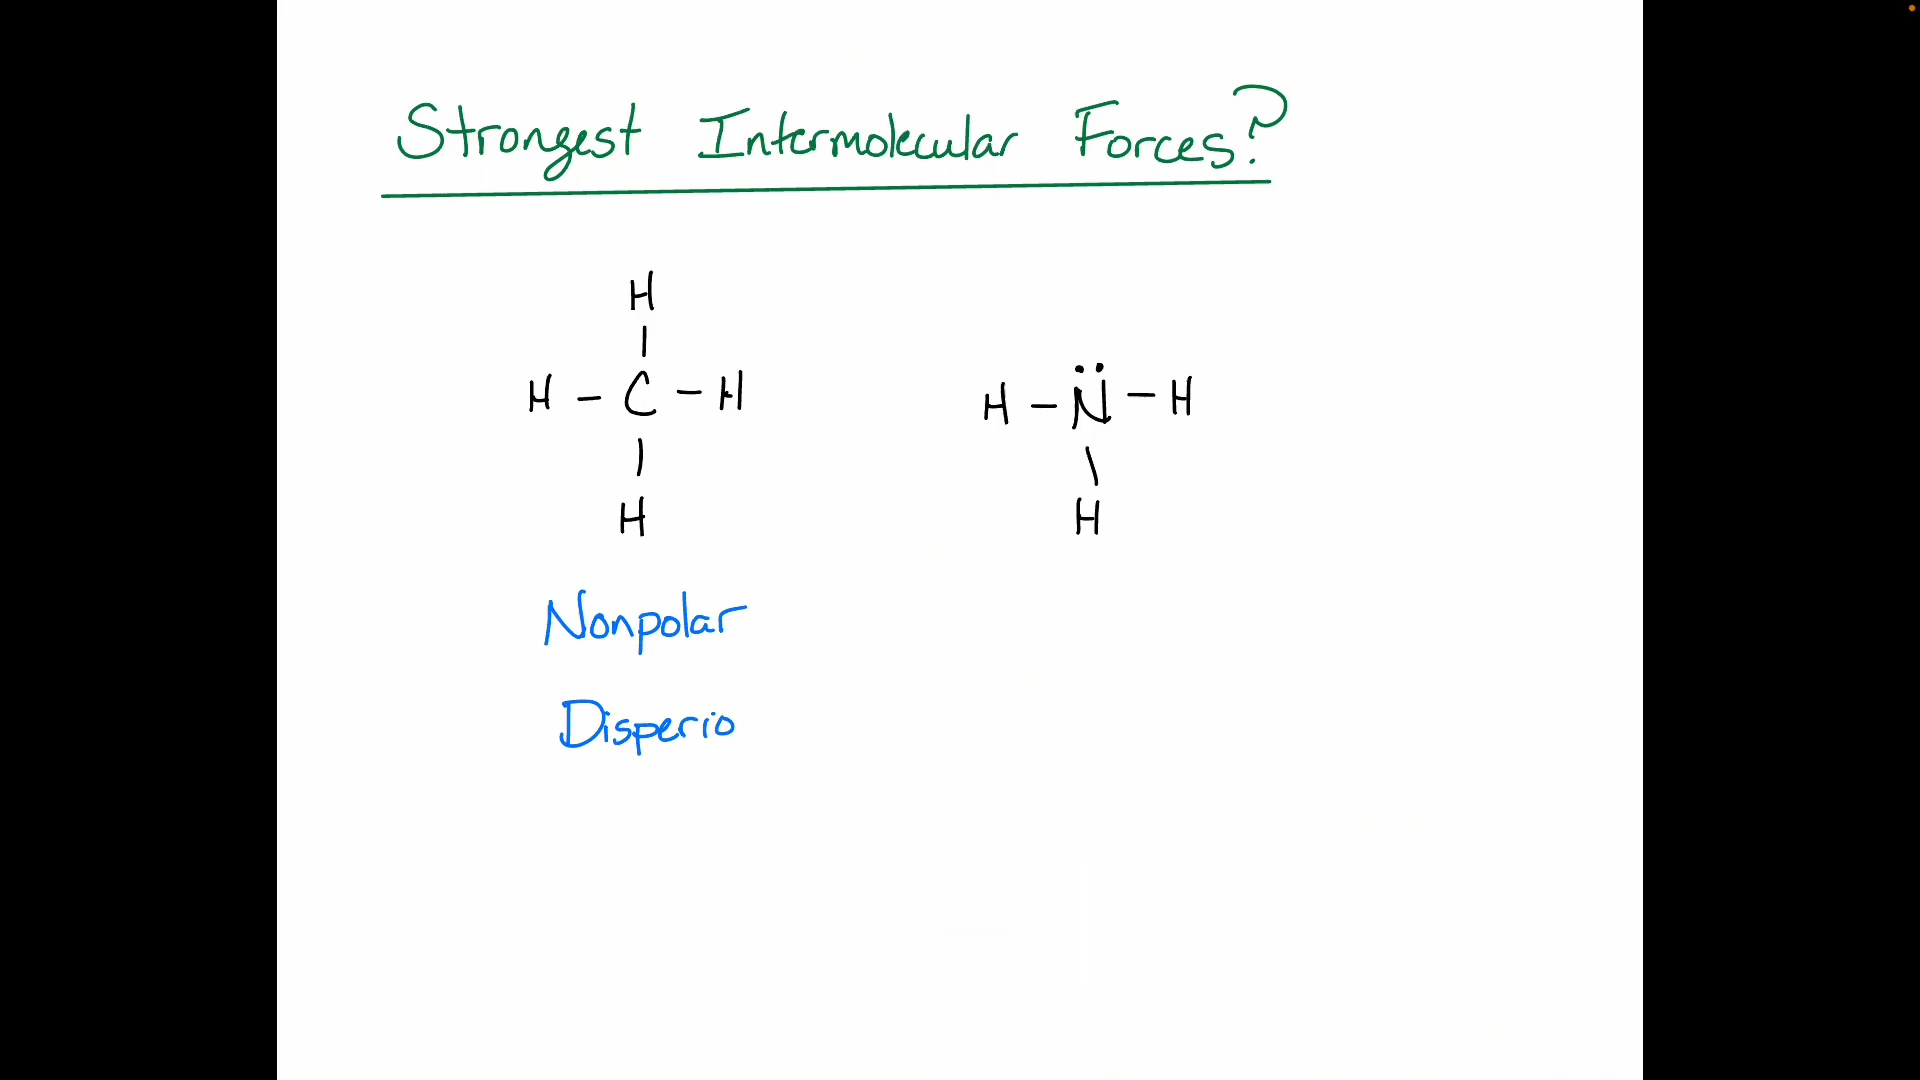 Strongest Intermolecular Forces?
H
H - C - H
H - N - H
H
H
Nonpolar
Disperio